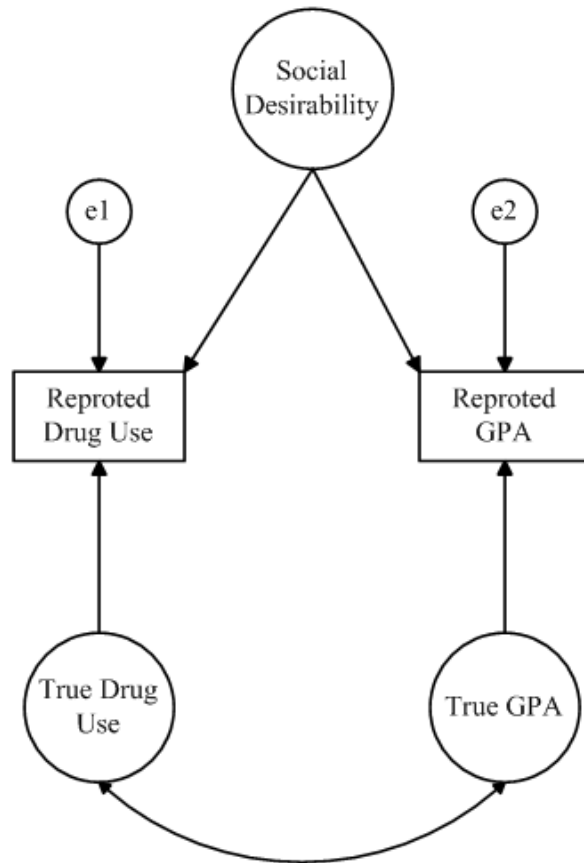 Social
Desirability
e1
e2
Reproted
Drug Use
Reproted
GPA
True Drug
Use
True GPA